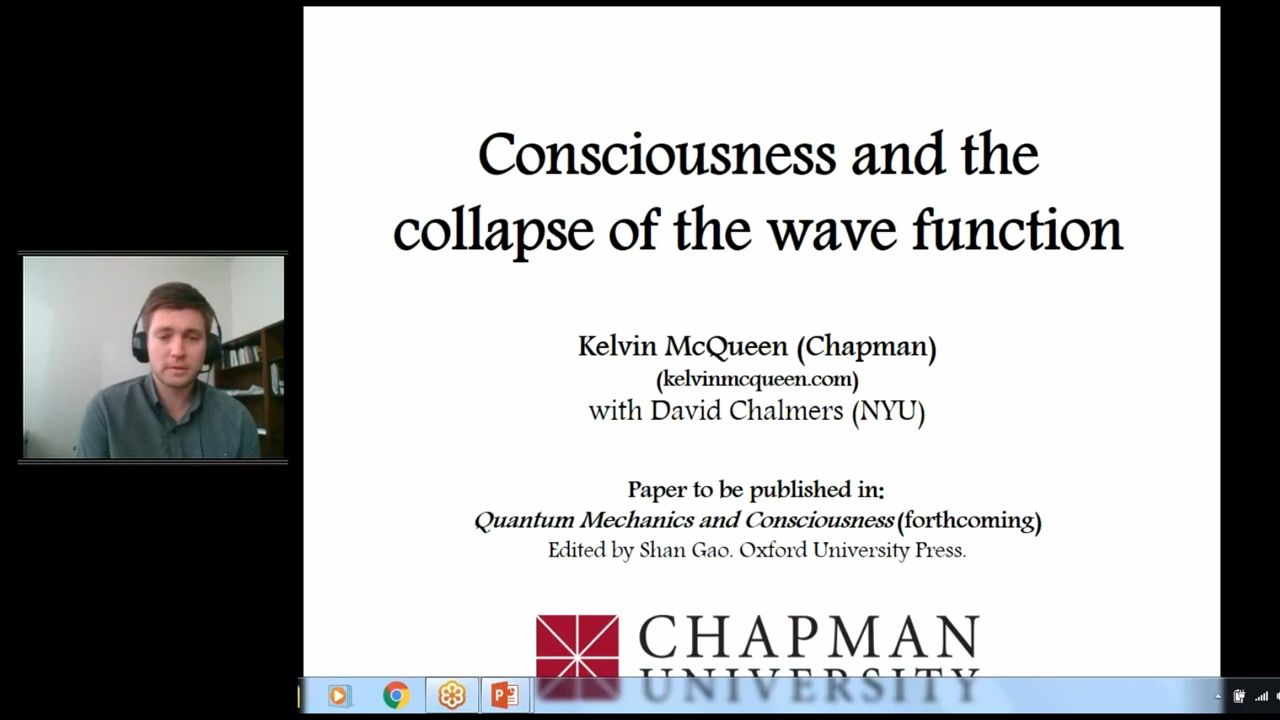 Consciousness and the
collapse of the wave function
Kelvin McQueen (Chapman)
(kelvinmcqueen.com)
with David Chalmers (NYU)
Paper to be published in:
Quantum Mechanics and Consciousness (forthcoming)
Edited by Shan Gao. Oxford University Press.
CHAPMAN
UNIVERSITY